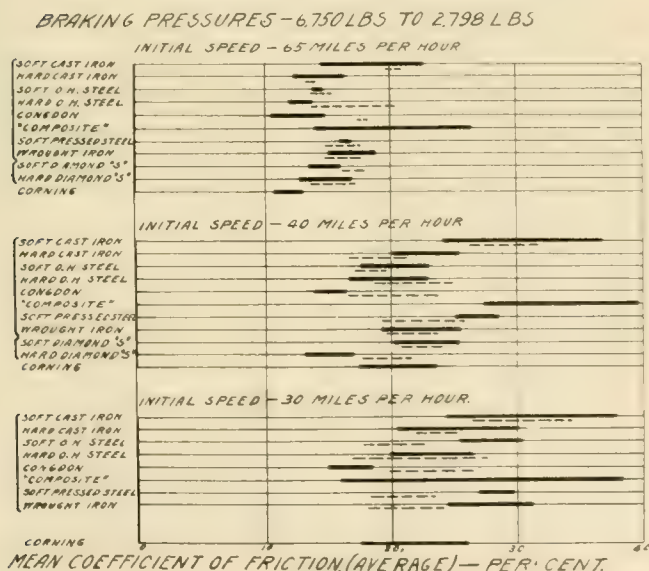 BRAKING PRESSURES - 6,750 LBS TO 2,798 LBS
INITIAL SPEED - 65 MILES PER HOUR
SOFT CAST IRON
HARD CAST IRON
SOFT O.H. STEEL
HARD O.H. STEEL
CONGDON
"COMPOSITE"
SOFT PRESSED STEEL
WROUGHT IRON
SOFT DIAMOND "S"
HARD DIAMOND "S"
CORNING
INITIAL SPEED - 40 MILES PER HOUR
SOFT CAST IRON
HARD CAST IRON
SOFT O.H. STEEL
HARD O.H STEEL
CONGDON
"COMPOSITE"
SOFT PRESSED STEEL
WROUGHT IRON
SOFT DIAMOND "S"
HARD DIAMOND "S"
CORNING
INITIAL SPEED - 30 MILES PER HOUR.
SOFT CAST IRON
HARD CAST IRON
SOFT O.H STEEL
HARD O.H STEEL
CONGDON
"COMPOSITE"
SOFT PRESSED STEEL
WROUGHT IRON
CORNING
0 10 20 30 40
MEAN COEFFICIENT OF FRICTION (AVERAGE) — PER CENT.